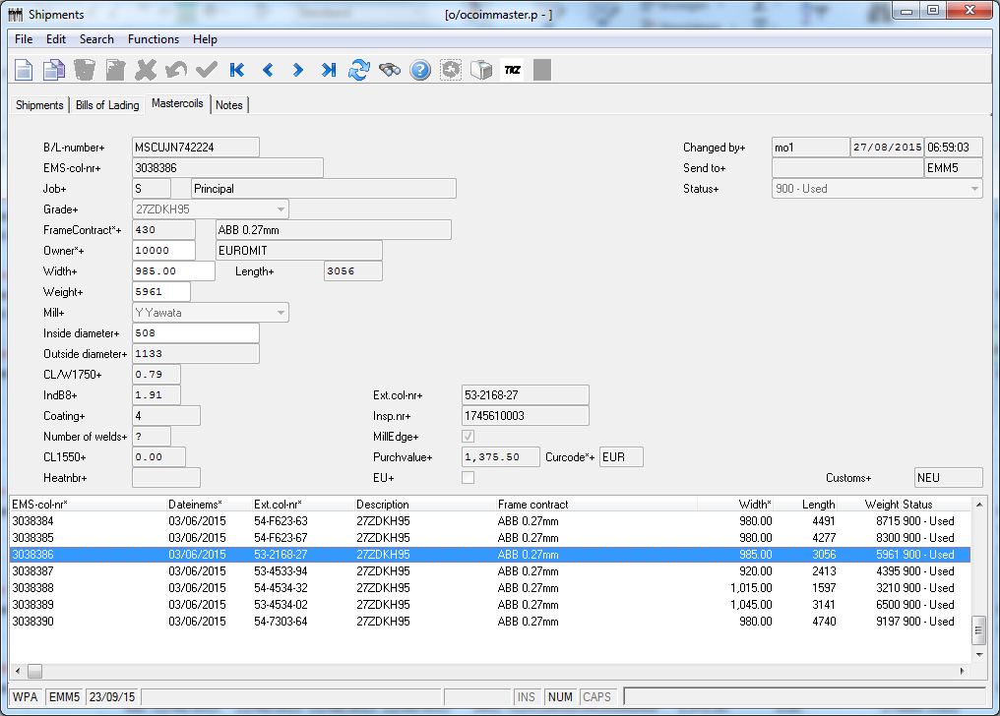 Shipments [o/ocoimmaster.p - ]
File Edit Search Functions Help
TKZ
Shipments Bills of Lading Mastercoils Notes
B/L-number+ MSCUJN742224 Changed by+ mo1 27/08/2015 06:59:03
EMS-col-nr+ 3038386 Send to+ EMM5
Job+ S Principal Status+ 900 - Used
Grade+ 27ZDKH95
FrameContract*+ 430 ABB 0.27mm
Owner*+ 10000 EUROMIT
Width+ 985.00 Length+ 3056
Weight+ 5961
Mill+ Y Yawata
Inside diameter+ 508
Outside diameter+ 1133
CL/W1750+ 0.79
IndB8+ 1.91 Ext.col-nr+ 53-2168-27
Coating+ 4 Insp.nr+ 1745610003
Number of welds+ ? MillEdge+
CL1550+ 0.00 Purchvalue+ 1,375.50 Curcode*+ EUR
Heatnbr+ EU+ Customs+ NEU
EMS-col-nr* Dateinems* Ext.col-nr* Description Frame contract Width* Length Weight Status
3038384 03/06/2015 54-F623-63 27ZDKH95 ABB 0.27mm 980.00 4491 8715 900 - Used
3038385 03/06/2015 54-F623-67 27ZDKH95 ABB 0.27mm 980.00 4277 8300 900 - Used
3038386 03/06/2015 53-2168-27 27ZDKH95 ABB 0.27mm 985.00 3056 5961 900 - Used
3038387 03/06/2015 53-4533-94 27ZDKH95 ABB 0.27mm 920.00 2413 4395 900 - Used
3038388 03/06/2015 54-4534-32 27ZDKH95 ABB 0.27mm 1,015.00 1597 3210 900 - Used
3038389 03/06/2015 53-4534-02 27ZDKH95 ABB 0.27mm 1,045.00 3141 6500 900 - Used
3038390 03/06/2015 54-7303-64 27ZDKH95 ABB 0.27mm 980.00 4740 9197 900 - Used
WPA EMM5 23/09/15 INS NUM CAPS